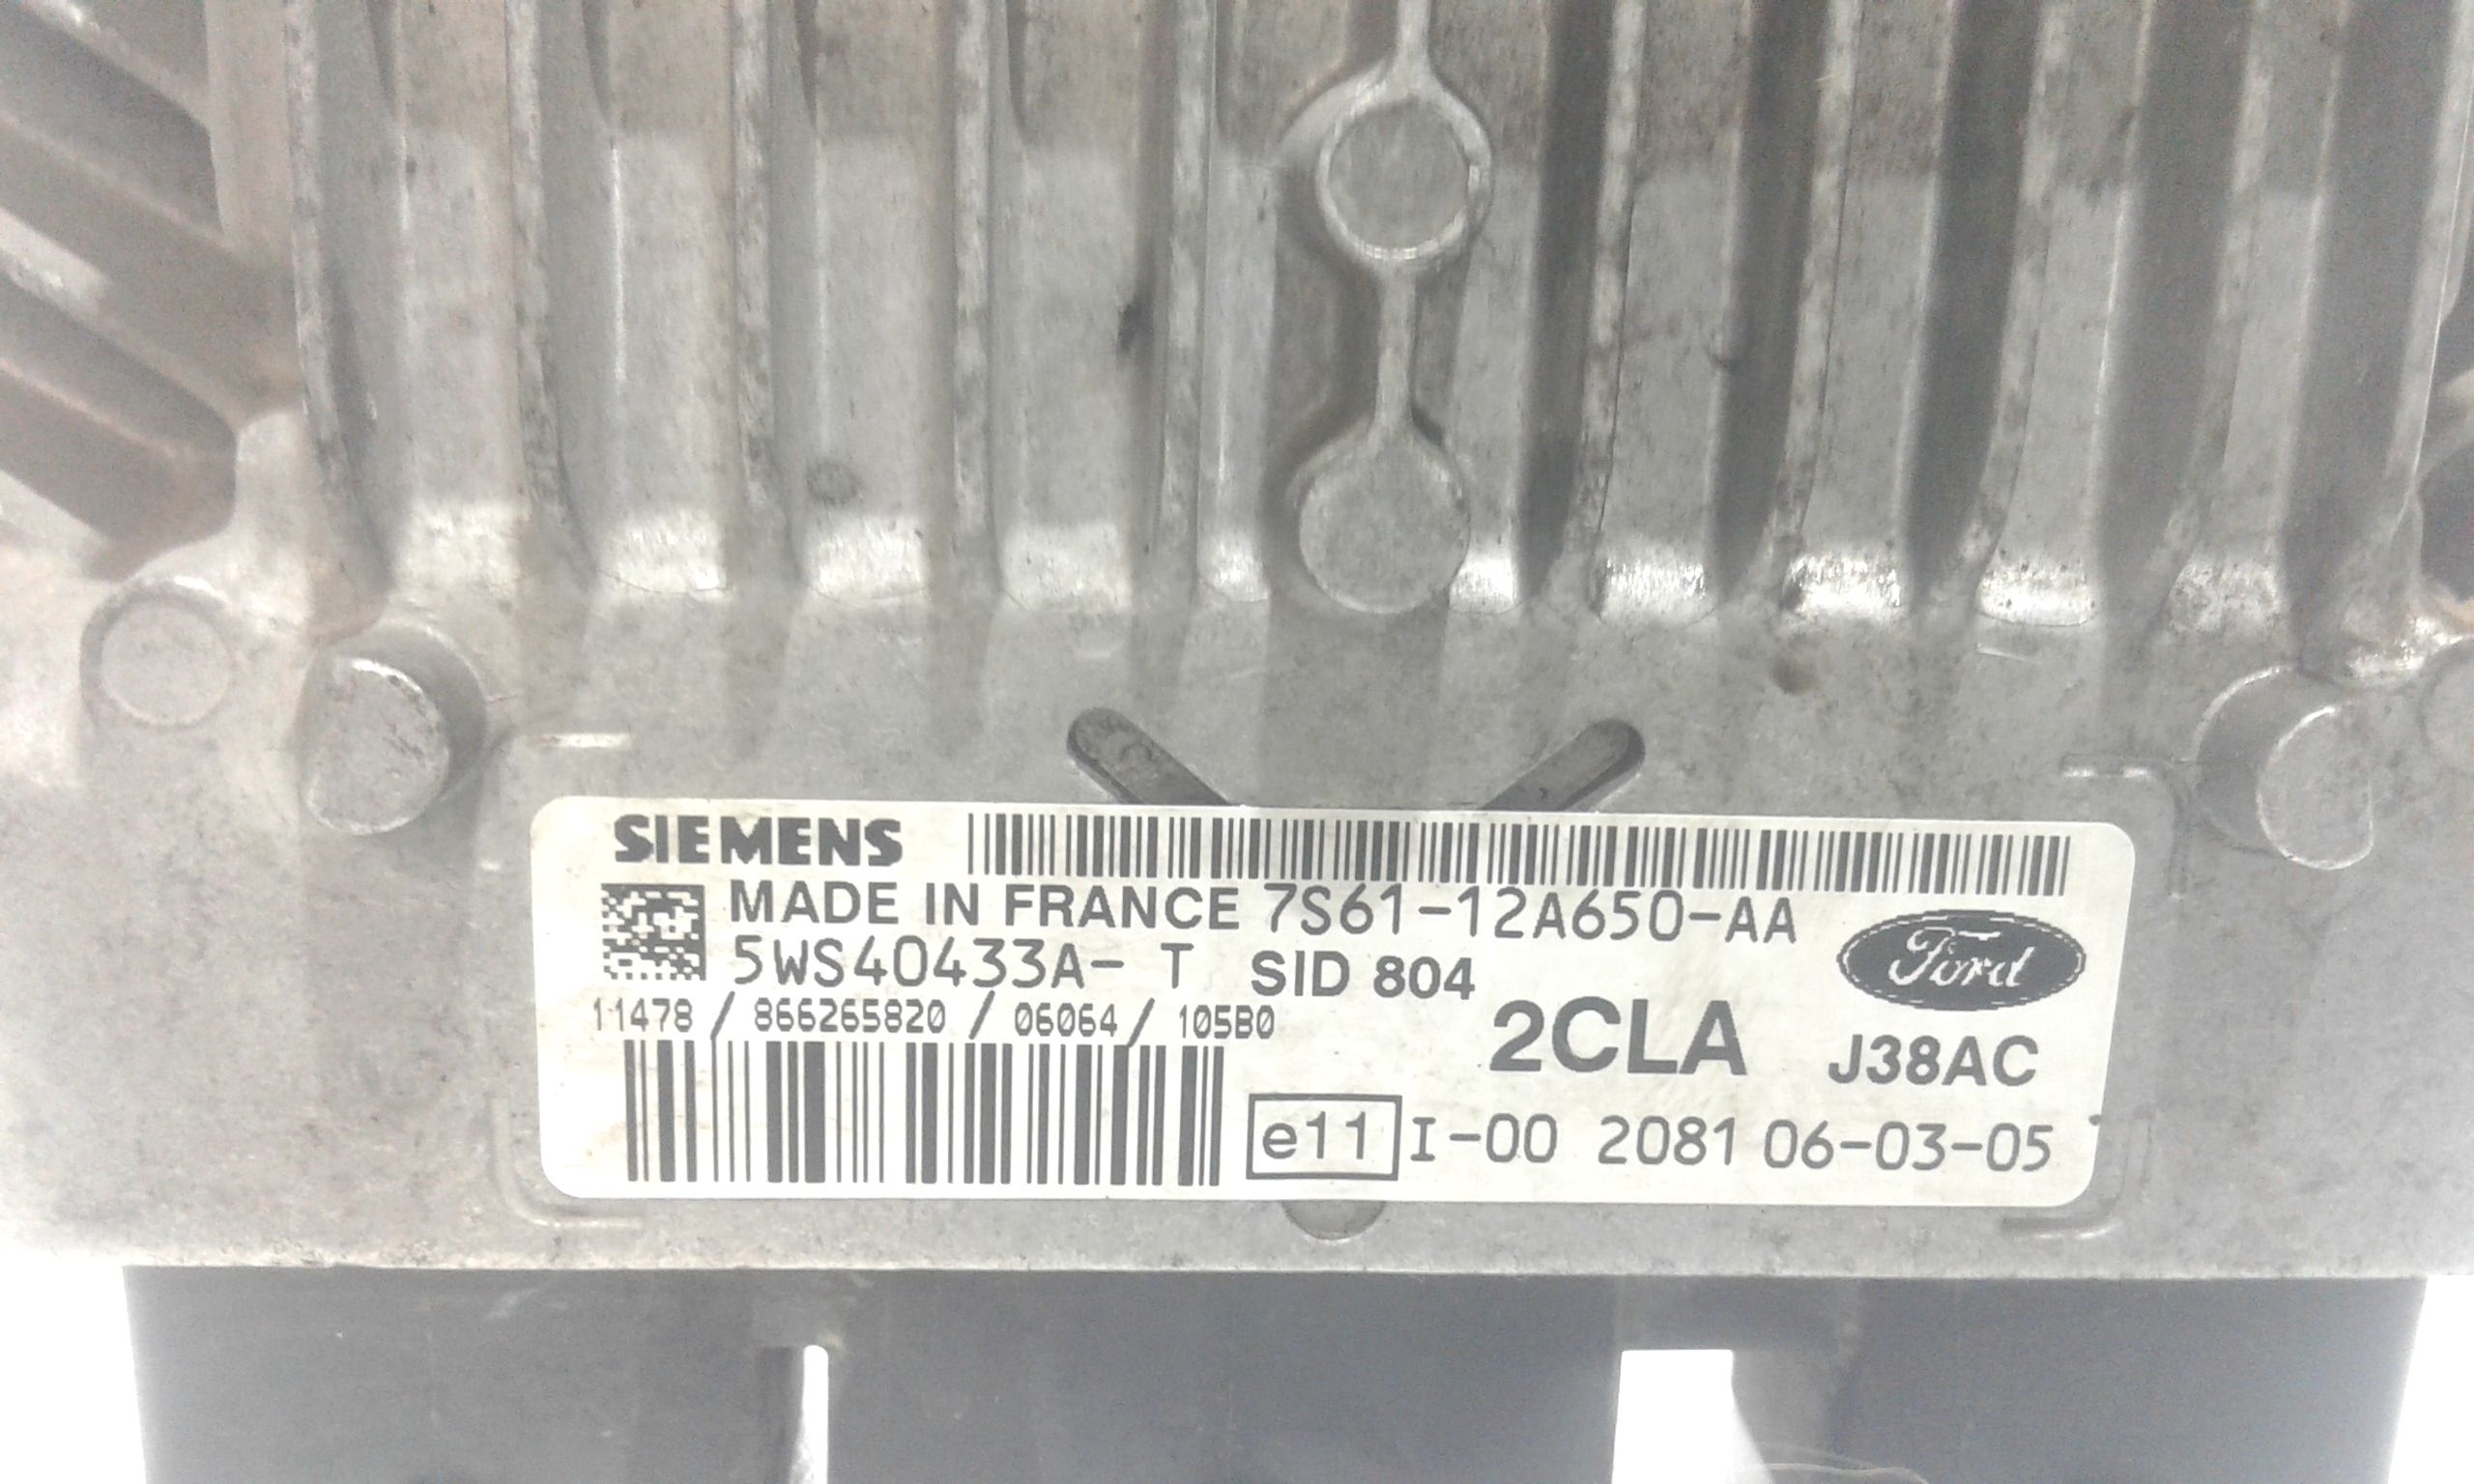 SIEMENS
MADE IN FRANCE 7S61-12A650-AA
5WS40433A- T SID 804
Ford
11478 / 866265820 / 06064 / 105B0
2CLA J38AC
e11 I-00 2081 06-03-05